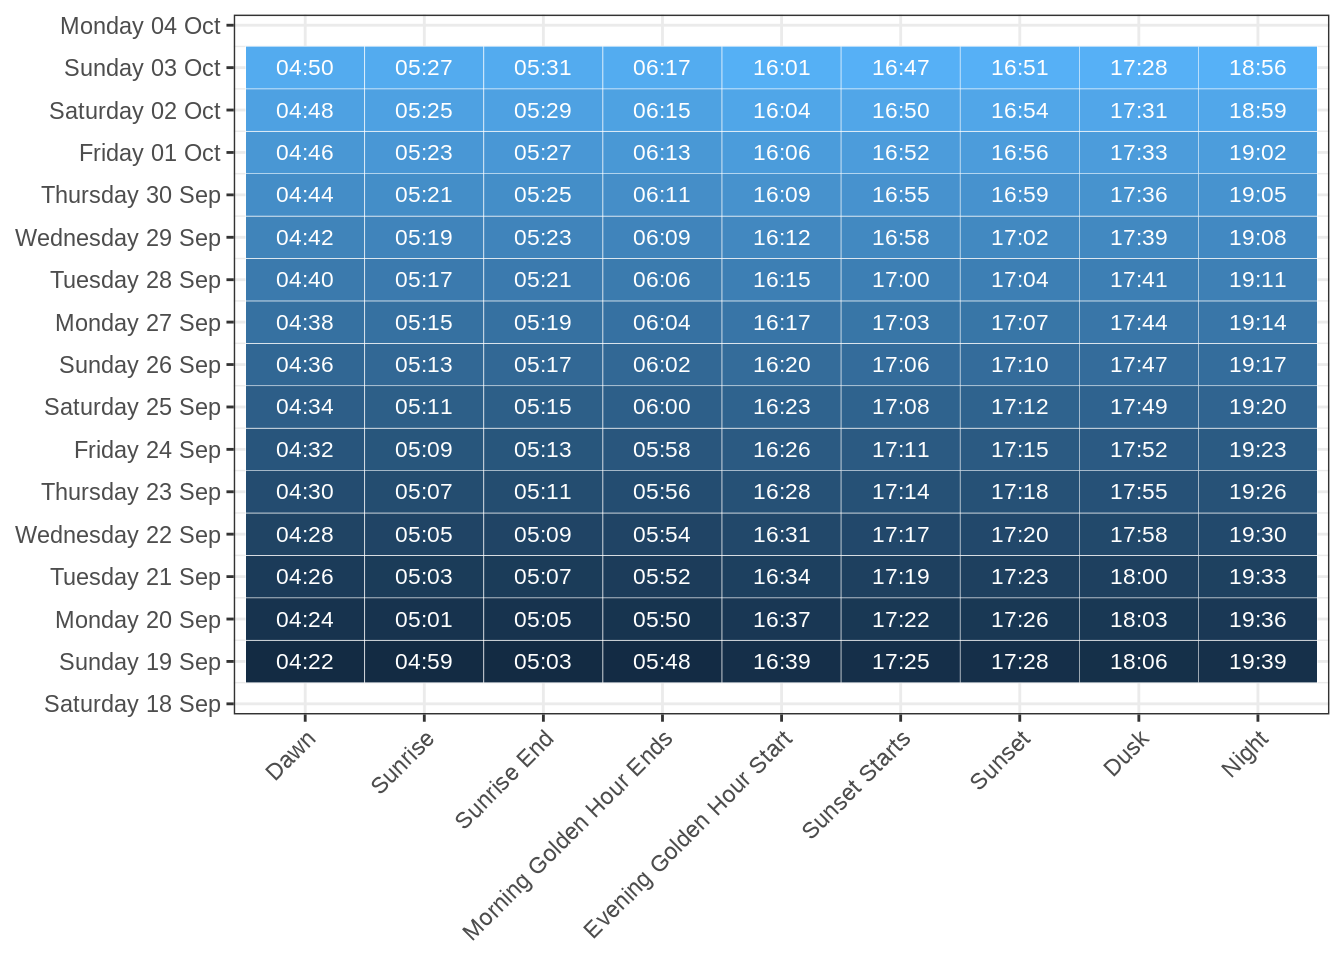 Monday 04 Oct
Sunday 03 Oct 04:50 05:27 05:31 06:17 16:01 16:47 16:51 17:28 18:56
Saturday 02 Oct 04:48 05:25 05:29 06:15 16:04 16:50 16:54 17:31 18:59
Friday 01 Oct 04:46 05:23 05:27 06:13 16:06 16:52 16:56 17:33 19:02
Thursday 30 Sep 04:44 05:21 05:25 06:11 16:09 16:55 16:59 17:36 19:05
Wednesday 29 Sep 04:42 05:19 05:23 06:09 16:12 16:58 17:02 17:39 19:08
Tuesday 28 Sep 04:40 05:17 05:21 06:06 16:15 17:00 17:04 17:41 19:11
Monday 27 Sep 04:38 05:15 05:19 06:04 16:17 17:03 17:07 17:44 19:14
Sunday 26 Sep 04:36 05:13 05:17 06:02 16:20 17:06 17:10 17:47 19:17
Saturday 25 Sep 04:34 05:11 05:15 06:00 16:23 17:08 17:12 17:49 19:20
Friday 24 Sep 04:32 05:09 05:13 05:58 16:26 17:11 17:15 17:52 19:23
Thursday 23 Sep 04:30 05:07 05:11 05:56 16:28 17:14 17:18 17:55 19:26
Wednesday 22 Sep 04:28 05:05 05:09 05:54 16:31 17:17 17:20 17:58 19:30
Tuesday 21 Sep 04:26 05:03 05:07 05:52 16:34 17:19 17:23 18:00 19:33
Monday 20 Sep 04:24 05:01 05:05 05:50 16:37 17:22 17:26 18:03 19:36
Sunday 19 Sep 04:22 04:59 05:03 05:48 16:39 17:25 17:28 18:06 19:39
Saturday 18 Sep
Dawn
Sunrise
Sunrise End
Morning Golden Hour Ends
Evening Golden Hour Start
Sunset Starts
Sunset
Dusk
Night